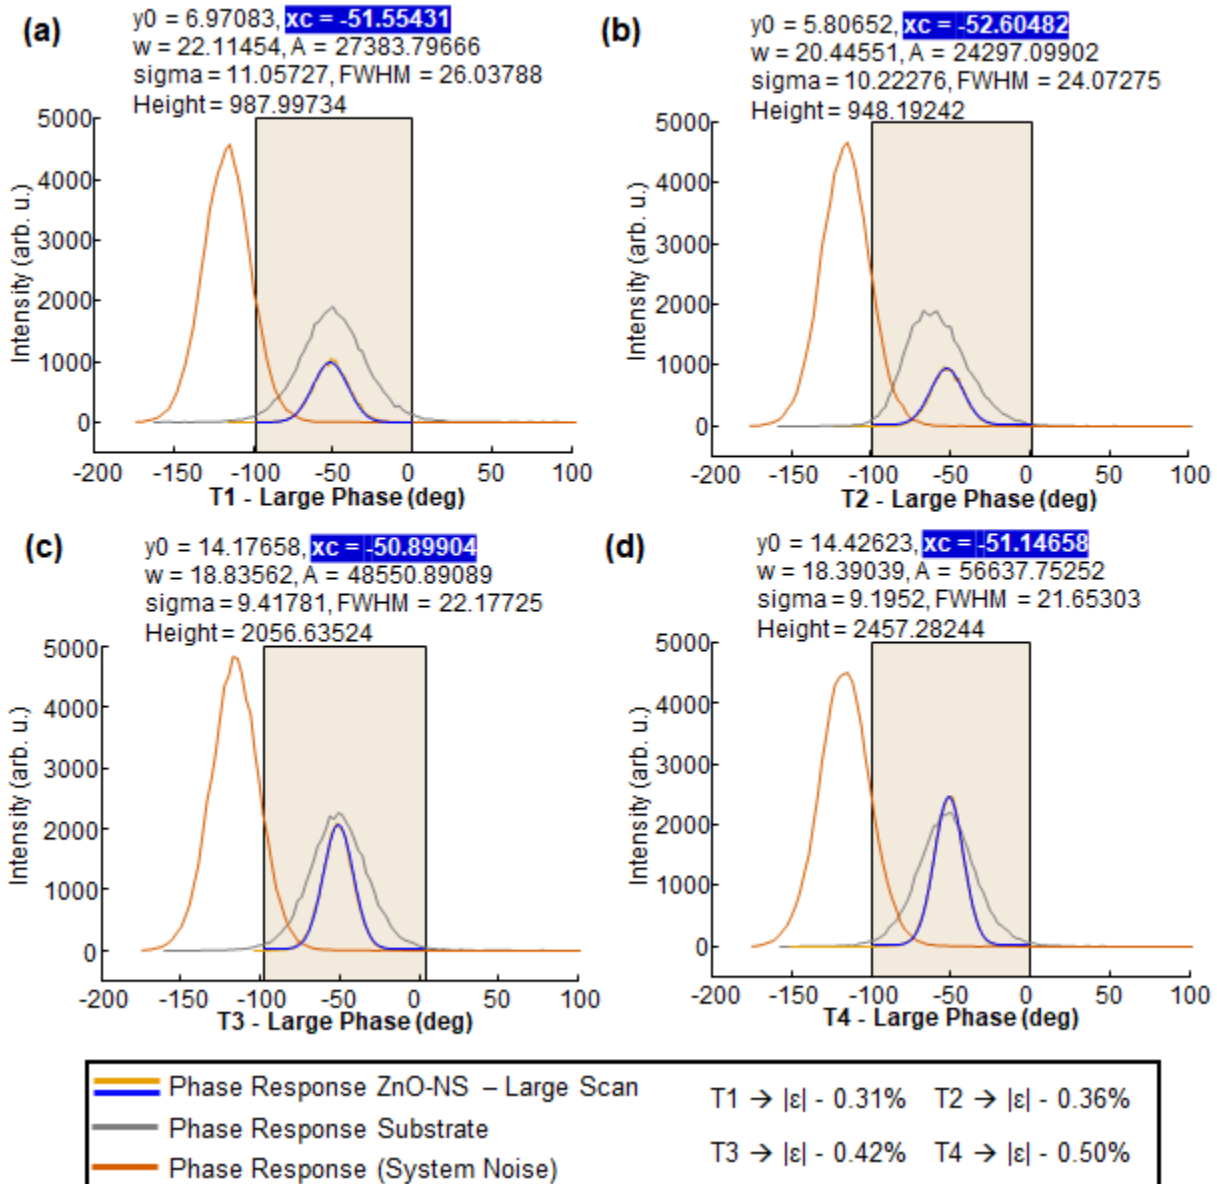 (a)
y0 = 6.97083, xc = -51.55431
w = 22.11454, A = 27383.79666
sigma = 11.05727, FWHM = 26.03788
Height = 987.99734
5000
4000
3000
2000
1000
0
Intensity (arb. u.)
-200 -150 -100 -50 0 50 100
T1 - Large Phase (deg)
(b)
y0 = 5.80652, xc = -52.60482
w = 20.44551, A = 24297.09902
sigma = 10.22276, FWHM = 24.07275
Height = 948.19242
5000
4000
3000
2000
1000
0
Intensity (arb. u.)
-200 -150 -100 -50 0 50 100
T2 - Large Phase (deg)
(c)
y0 = 14.17658, xc = -50.89904
w = 18.83562, A = 48550.89089
sigma = 9.41781, FWHM = 22.17725
Height = 2056.63524
5000
4000
3000
2000
1000
0
Intensity (arb. u.)
-200 -150 -100 -50 0 50 100
T3 - Large Phase (deg)
(d)
y0 = 14.42623, xc = -51.14658
w = 18.39039, A = 56637.75252
sigma = 9.1952, FWHM = 21.65303
Height = 2457.28244
5000
4000
3000
2000
1000
0
Intensity (arb. u.)
-200 -150 -100 -50 0 50 100
T4 - Large Phase (deg)
Phase Response ZnO-NS – Large Scan
Phase Response Substrate
Phase Response (System Noise)
T1 → |ε| - 0.31% T2 → |ε| - 0.36%
T3 → |ε| - 0.42% T4 → |ε| - 0.50%